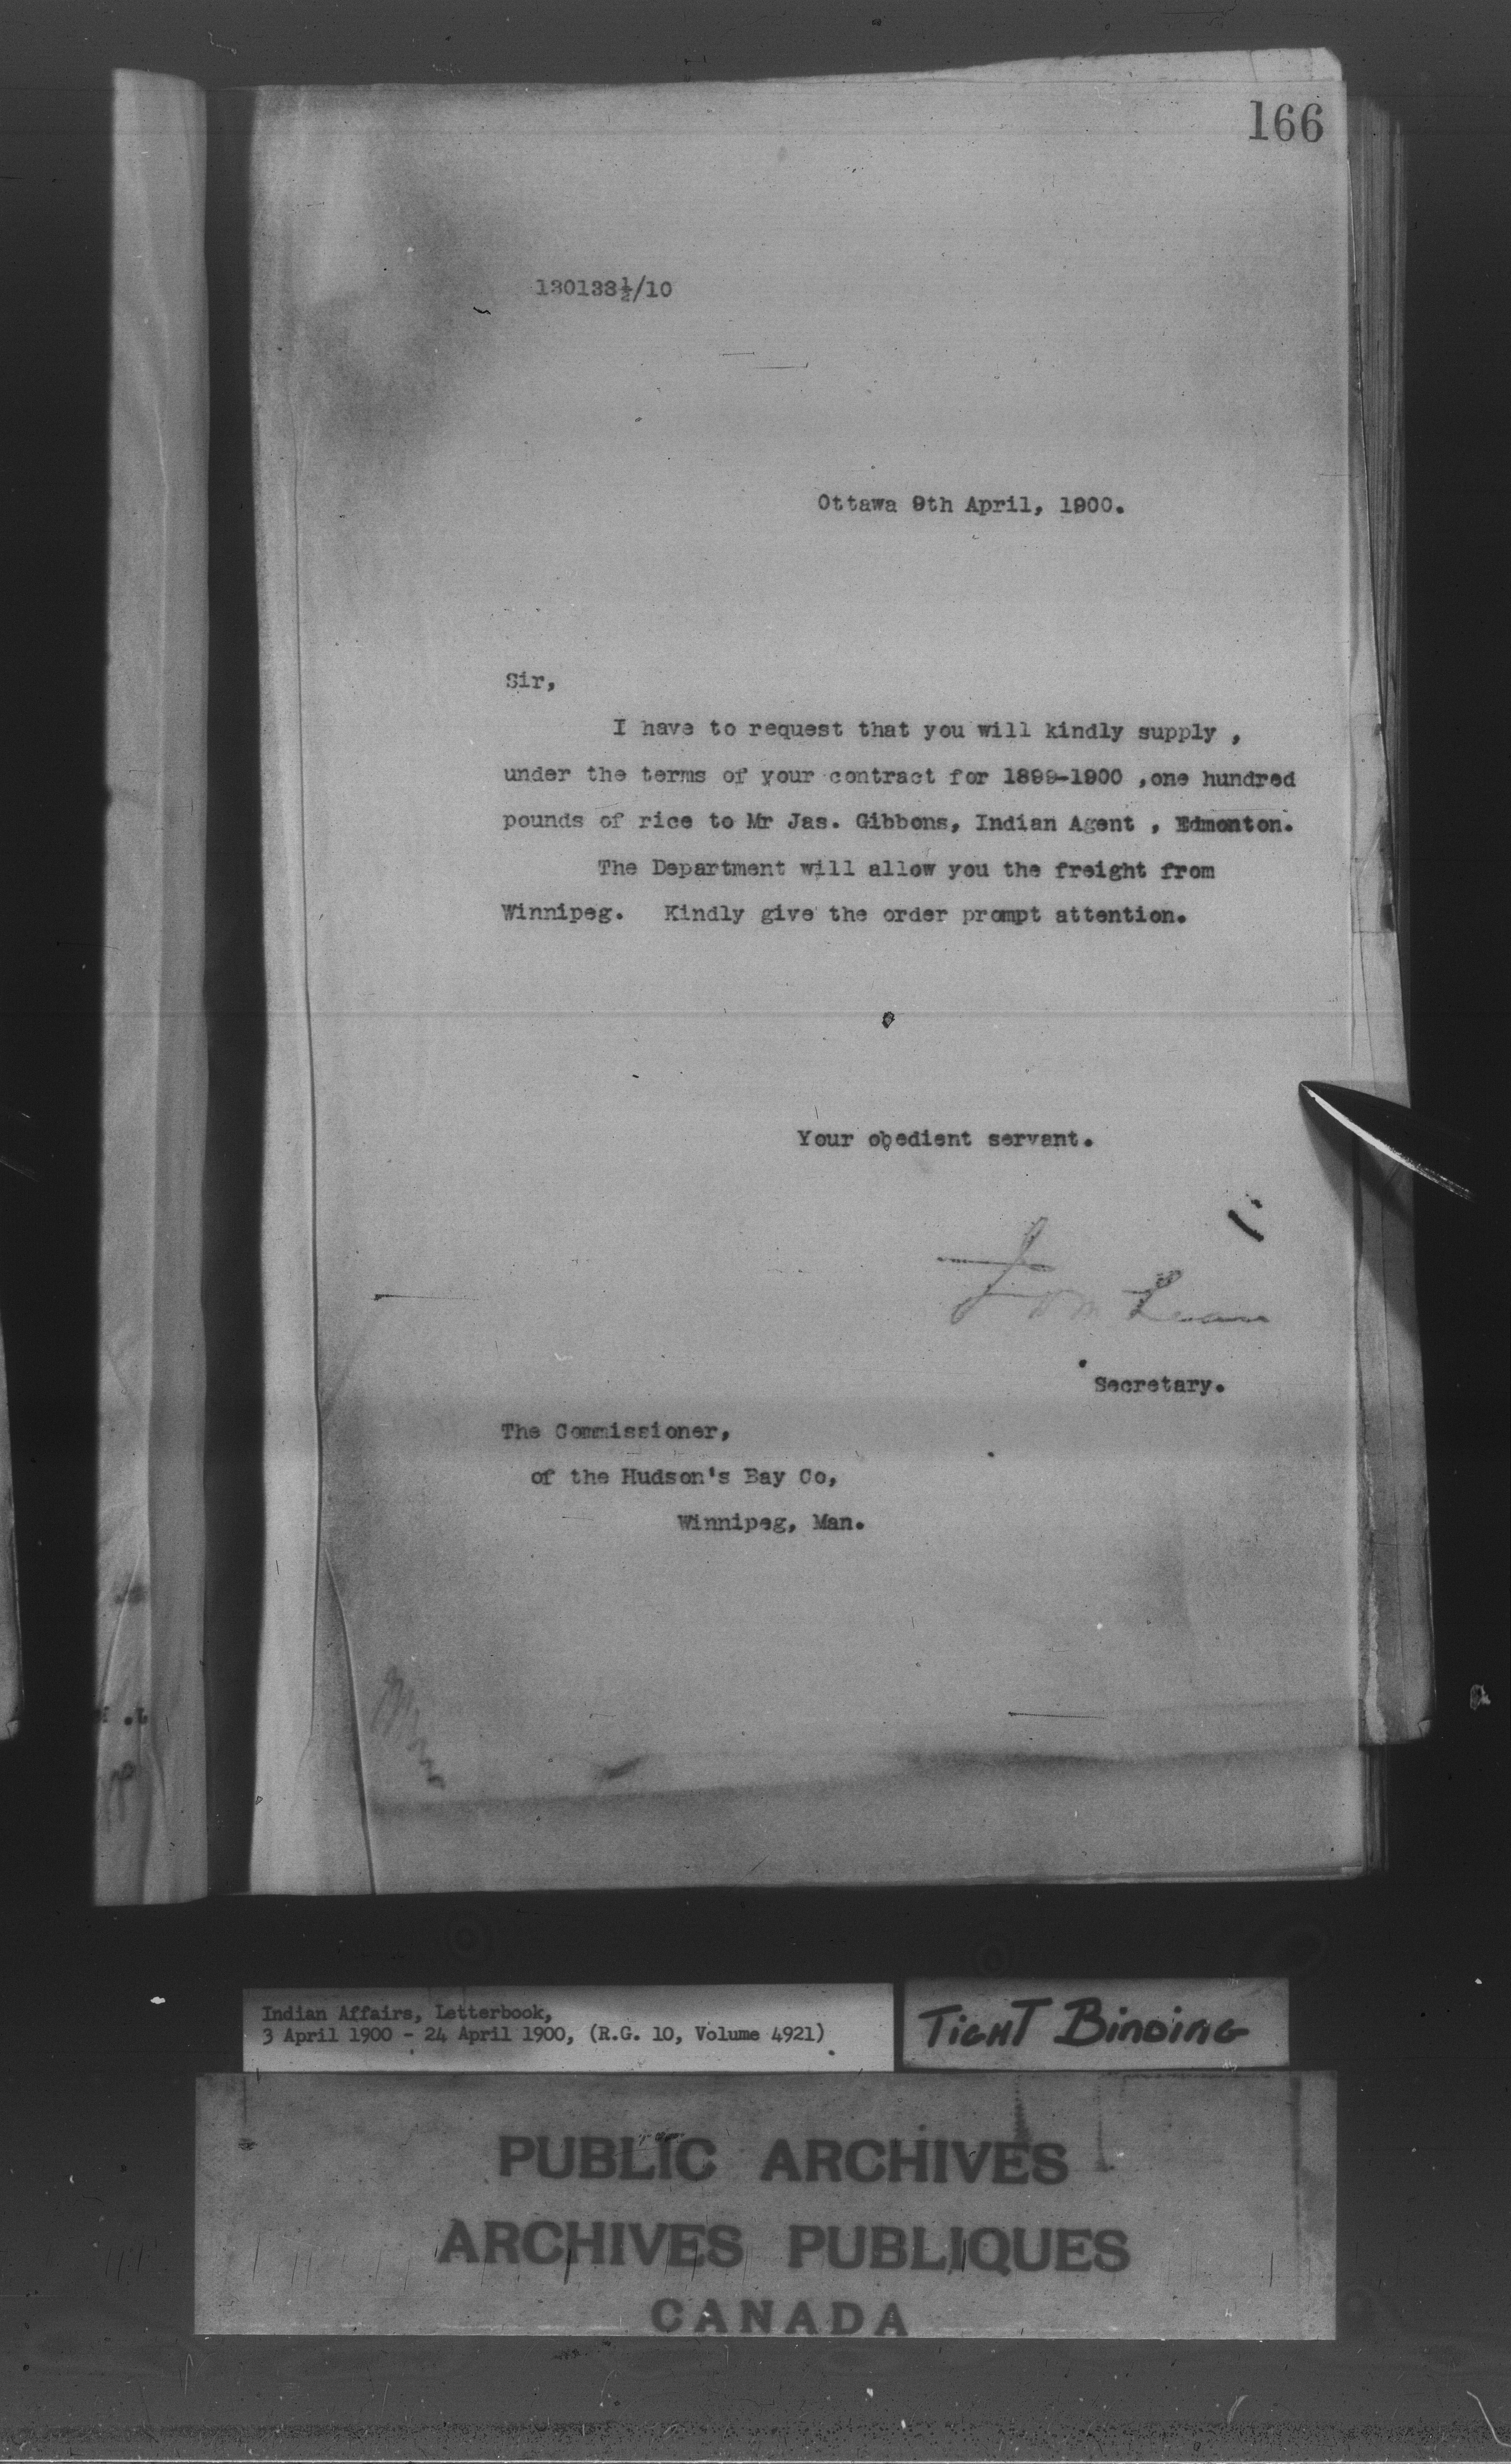 166
130138½/10
Ottawa 9th April, 1900.
Sir,
I have to request that you will kindly supply ,
under the terms of your contract for 1899-1900 ,one hundred
pounds of rice to Mr Jas. Gibbons, Indian Agent , Edmonton.
The Department will allow you the freight from
Winnipeg. Kindly give the order prompt attention.
Your obedient servant.
Lean
Secretary.
The Commissioner,
of the Hudson's Bay Co,
Winnipeg, Man.
Indian Affairs, Letterbook,
3 April 1900 - 24 April 1900, (R.G. 10, Volume 4921)
TIGHT BINDING
PUBLIC ARCHIVES
ARCHIVES PUBLIQUES
CANADA